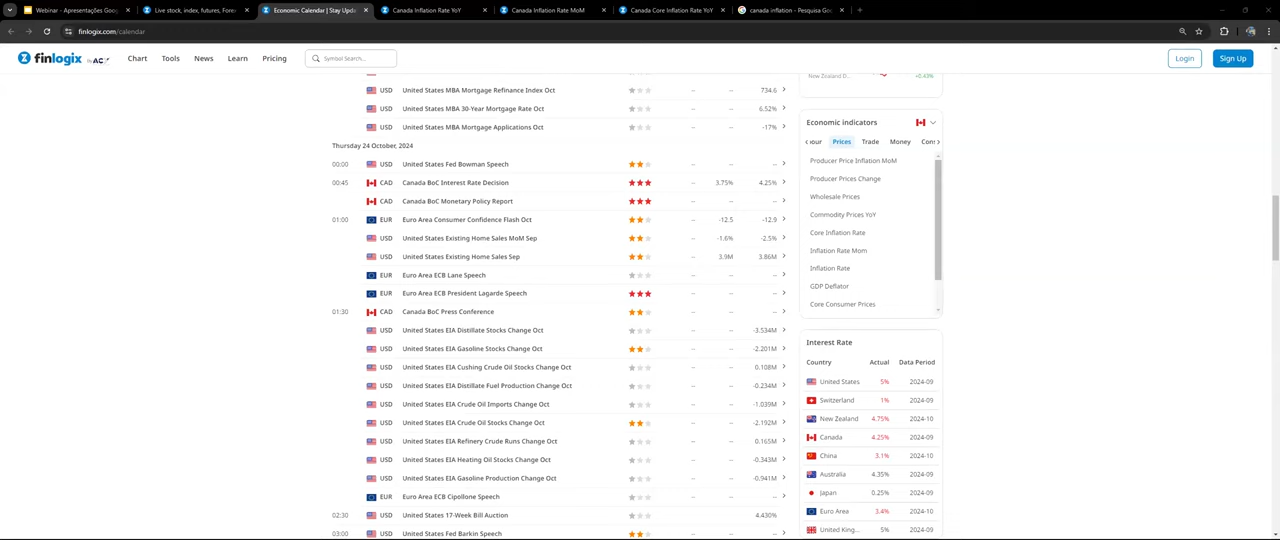 Webinar - Apresentações Goog
Live stock, index, futures, Forex
Economic Calendar | Stay Upda
Canada Inflation Rate YoY
Canada Inflation Rate MoM
Canada Core Inflation Rate YoY
canada inflation - Pesquisa Goo
finlogix.com/calendar
finlogix by ACY
Chart Tools News Learn Pricing
Symbol Search...
Login
Sign Up
USD United States MBA Mortgage Refinance Index Oct -- -- 734.6
USD United States MBA 30-Year Mortgage Rate Oct -- -- 6.52%
USD United States MBA Mortgage Applications Oct -- -- -17%
Thursday 24 October, 2024
00:00 USD United States Fed Bowman Speech -- -- --
00:45 CAD Canada BoC Interest Rate Decision -- 3.75% 4.25%
CAD Canada BoC Monetary Policy Report -- -- --
01:00 EUR Euro Area Consumer Confidence Flash Oct -- -12.5 -12.9
USD United States Existing Home Sales MoM Sep -- -1.6% -2.5%
USD United States Existing Home Sales Sep -- 3.9M 3.86M
EUR Euro Area ECB Lane Speech -- -- --
EUR Euro Area ECB President Lagarde Speech -- -- --
01:30 CAD Canada BoC Press Conference -- -- --
USD United States EIA Distillate Stocks Change Oct -- -- -3.534M
USD United States EIA Gasoline Stocks Change Oct -- -- -2.201M
USD United States EIA Cushing Crude Oil Stocks Change Oct -- -- 0.108M
USD United States EIA Distillate Fuel Production Change Oct -- -- -0.234M
USD United States EIA Crude Oil Imports Change Oct -- -- -1.039M
USD United States EIA Crude Oil Stocks Change Oct -- -- -2.192M
USD United States EIA Refinery Crude Runs Change Oct -- -- 0.165M
USD United States EIA Heating Oil Stocks Change Oct -- -- -0.343M
USD United States EIA Gasoline Production Change Oct -- -- -0.941M
EUR Euro Area ECB Cipollone Speech -- -- --
02:30 USD United States 17-Week Bill Auction -- -- 4.430%
03:00 USD United States Fed Barkin Speech -- -- --
New Zealand D...
+0.43%
Economic indicators
our Prices Trade Money Con
Producer Price Inflation MoM
Producer Prices Change
Wholesale Prices
Commodity Prices YoY
Core Inflation Rate
Inflation Rate Mom
Inflation Rate
GDP Deflator
Core Consumer Prices
Interest Rate
Country Actual Data Period
United States 5% 2024-09
Switzerland 1% 2024-09
New Zealand 4.75% 2024-10
Canada 4.25% 2024-09
China 3.1% 2024-10
Australia 4.35% 2024-09
Japan 0.25% 2024-09
Euro Area 3.4% 2024-10
United King... 5% 2024-09